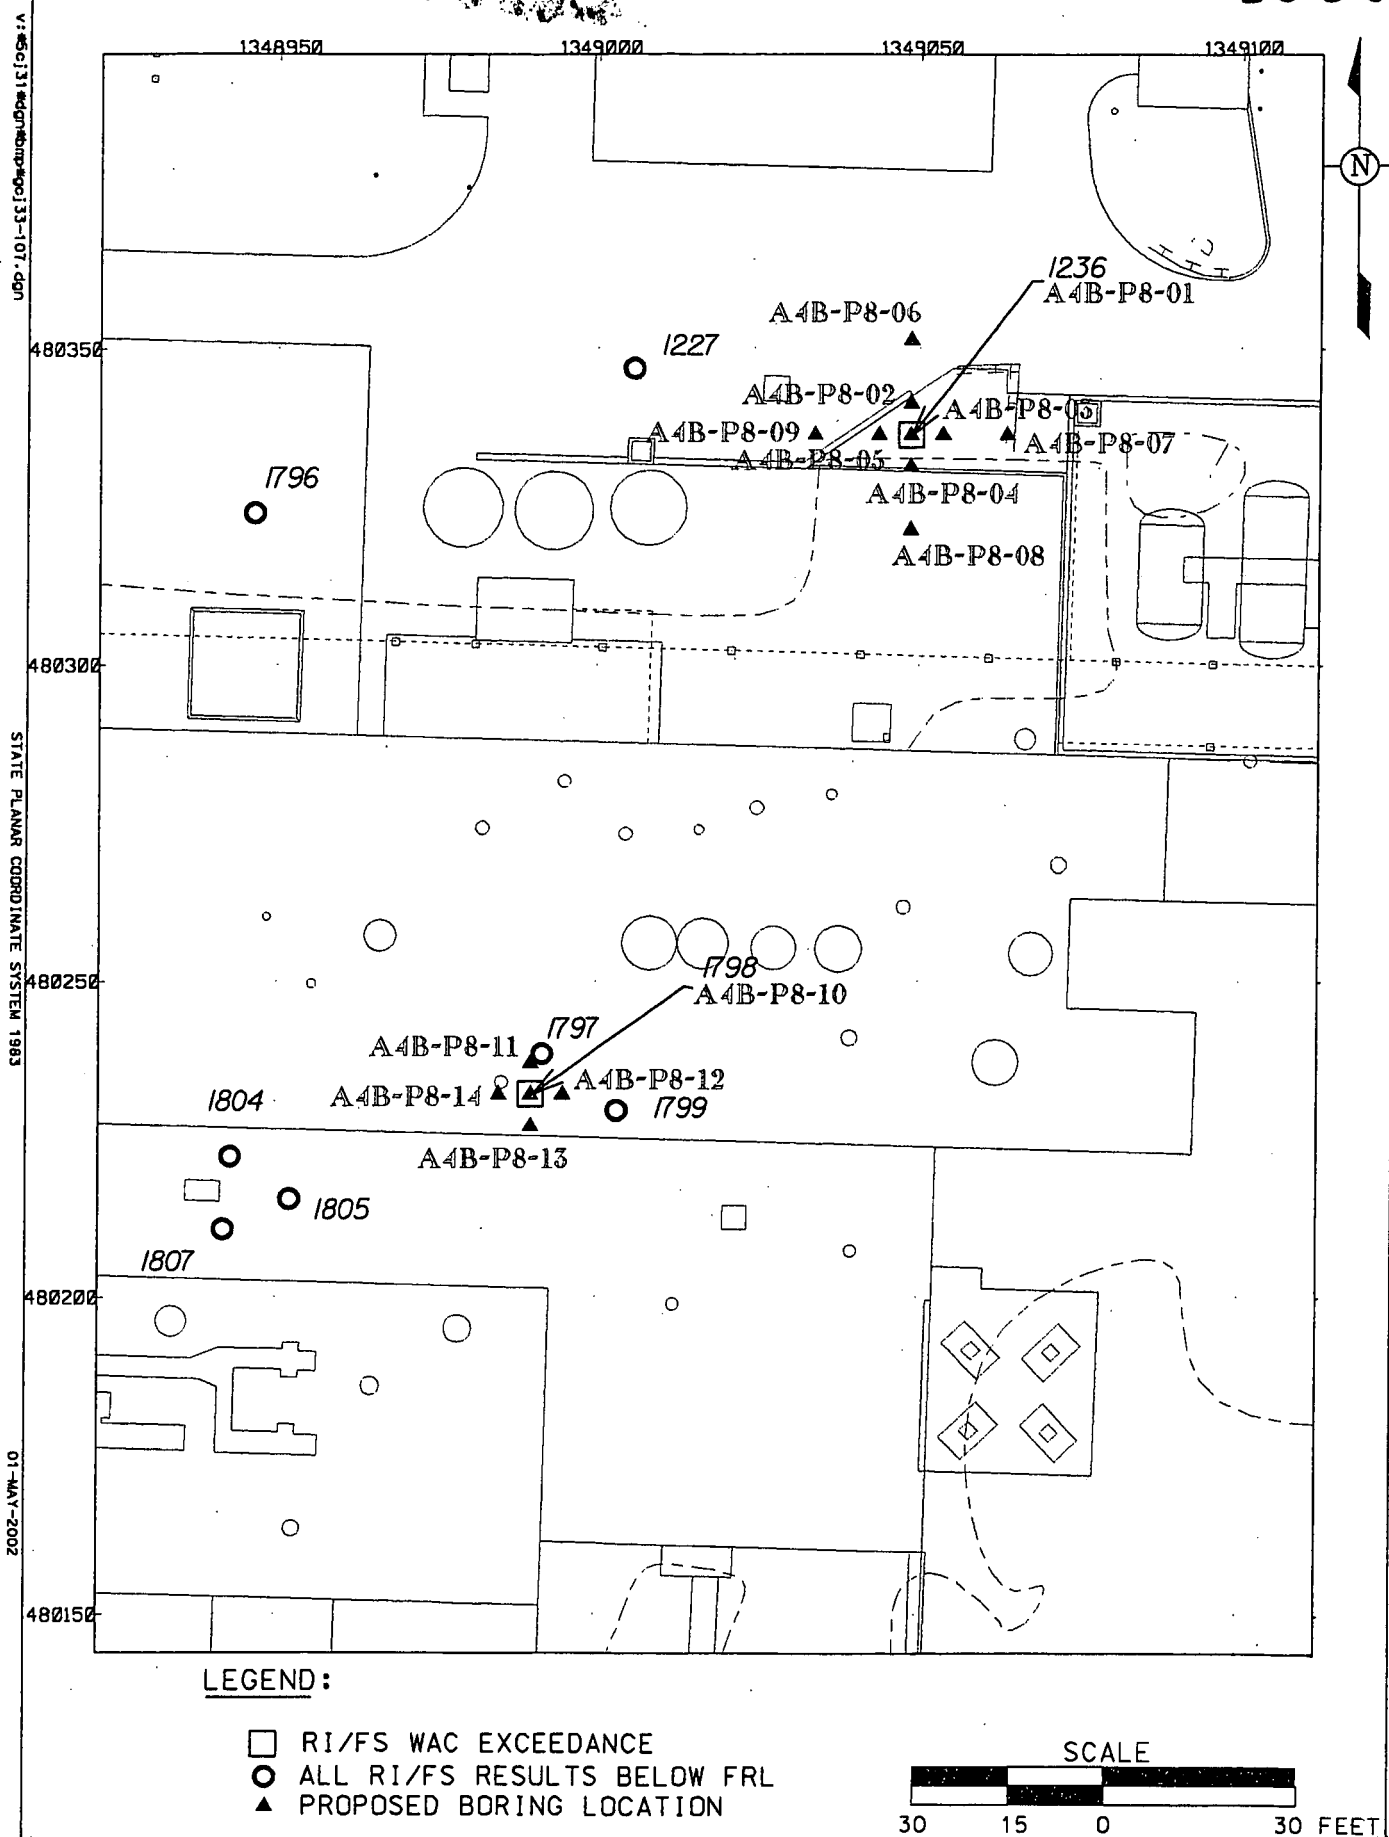 1348950 1349000 1349050 1349100
N
1236
A4B-P8-01
A4B-P8-06
480350
1227
A4B-P8-02
A4B-P8-03
A4B-P8-09
A4B-P8-07
A4B-P8-05
1796
A4B-P8-04
A4B-P8-08
480300
1798
480250
A4B-P8-10
1797
A4B-P8-11
A4B-P8-12
A4B-P8-14
1804
1799
A4B-P8-13
1805
1807
480200
480150
STATE PLANAR COORDINATE SYSTEM 1983
01-MAY-2002
LEGEND:
RI/FS WAC EXCEEDANCE
ALL RI/FS RESULTS BELOW FRL
PROPOSED BORING LOCATION
SCALE
30 15 0 30 FEET